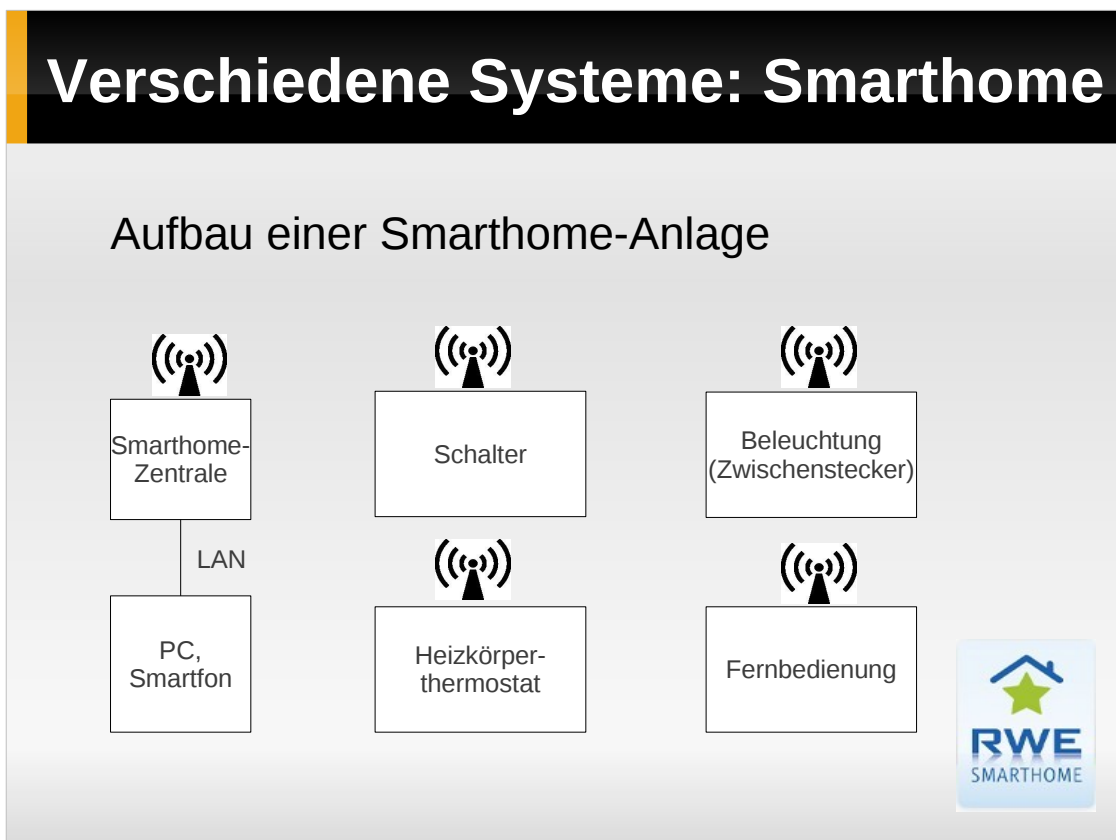 Verschiedene Systeme: Smarthome
Aufbau einer Smarthome-Anlage
Smarthome-
Zentrale
Schalter
Beleuchtung
(Zwischenstecker)
LAN
PC,
Smartfon
Heizkörper-
thermostat
Fernbedienung
RWE
SMARTHOME